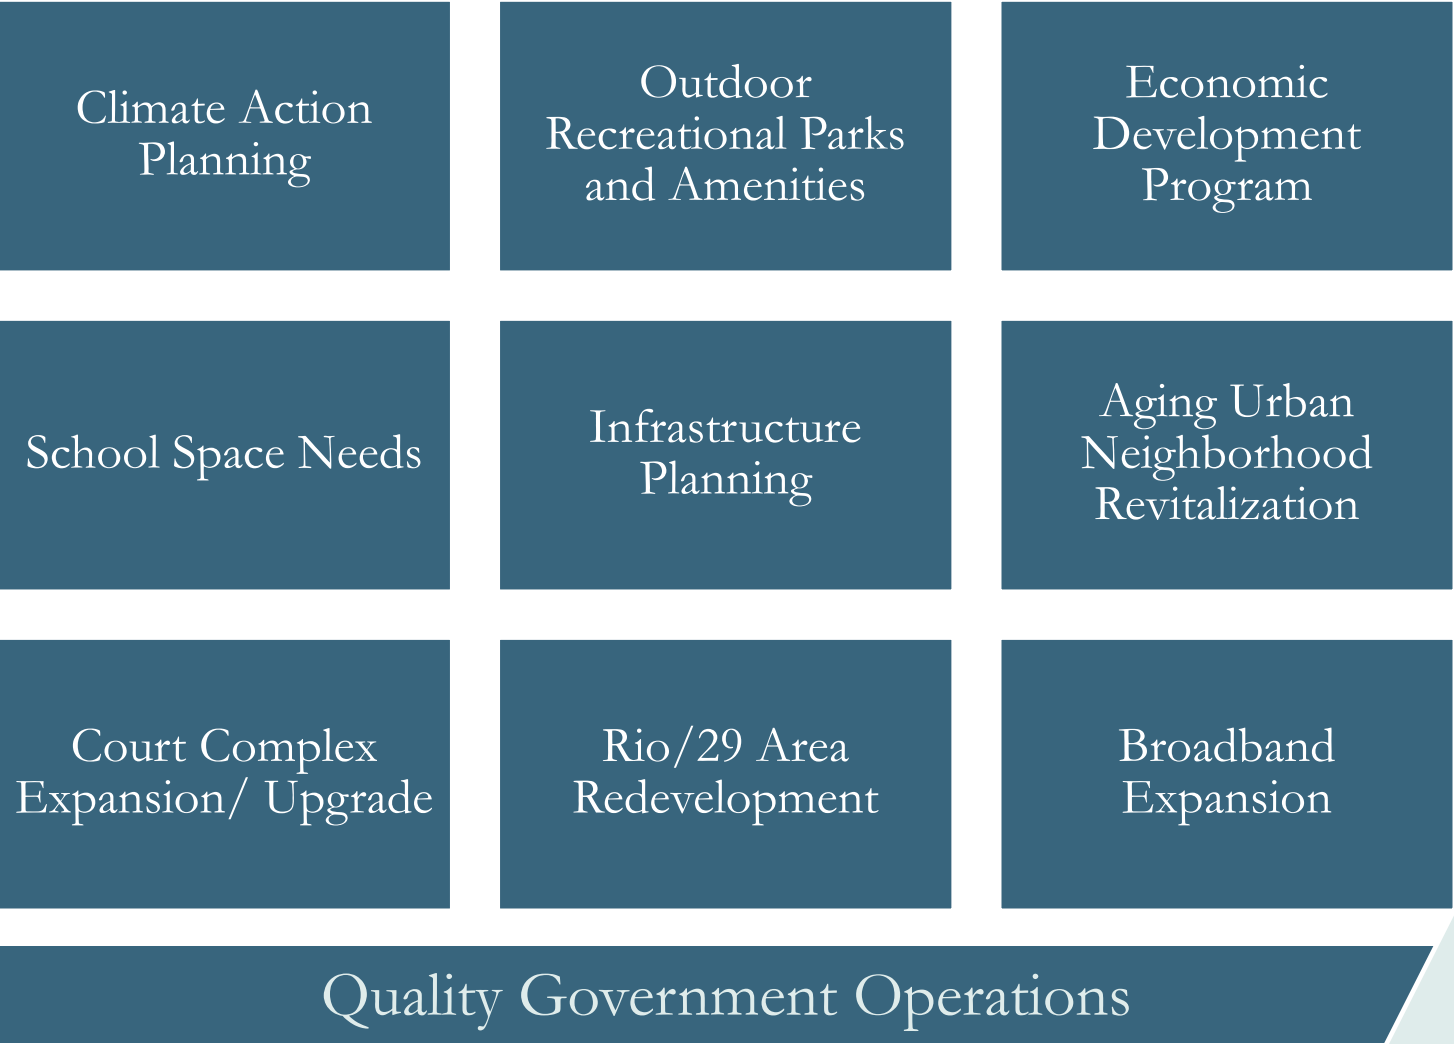 Climate Action
Planning
Outdoor
Recreational Parks
and Amenities
Economic
Development
Program
School Space Needs
Infrastructure
Planning
Aging Urban
Neighborhood
Revitalization
Court Complex
Expansion/ Upgrade
Rio/29 Area
Redevelopment
Broadband
Expansion
Quality Government Operations